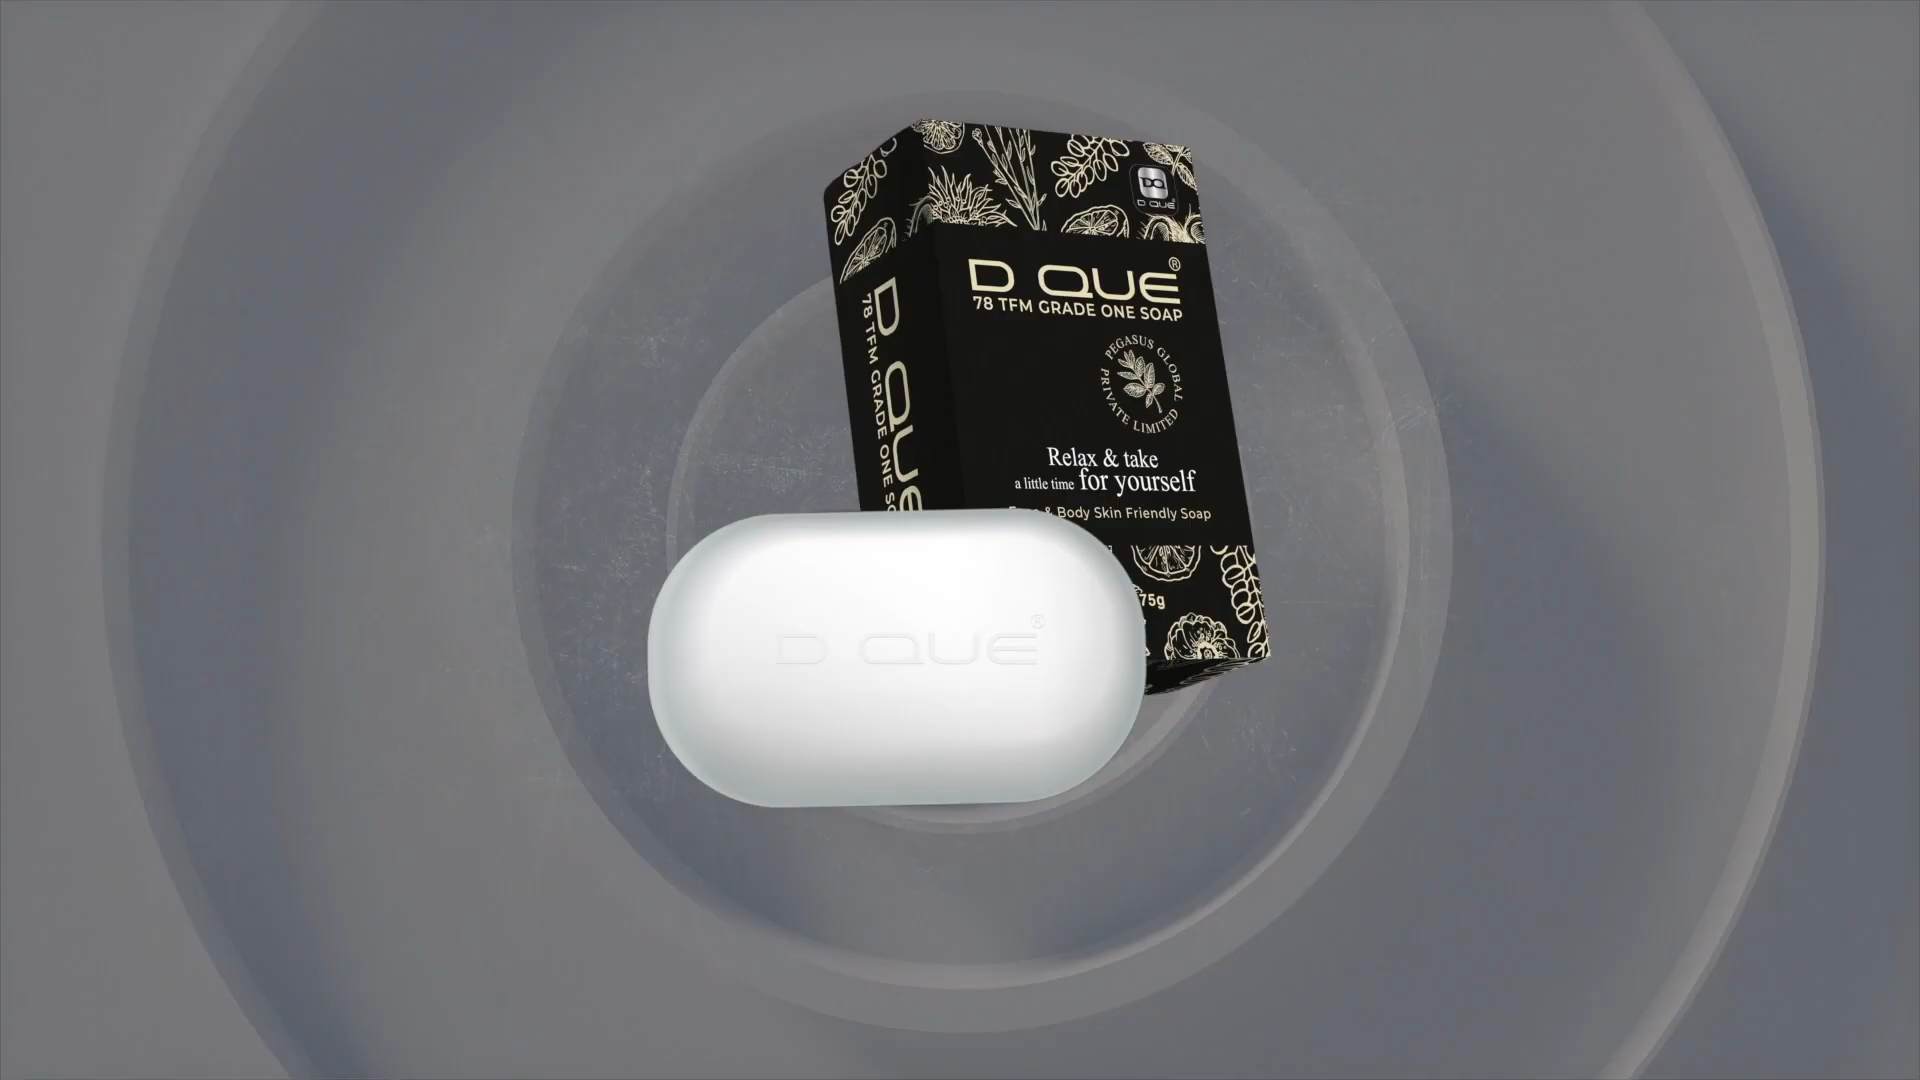 DQ
D QUE
D QUE®
78 TFM GRADE ONE SOAP
PEGASUS GLOBAL
PRIVATE LIMITED
Relax & take
a little time for yourself
& Body Skin Friendly Soap
75g
D QUE
78 TFM GRADE ONE
D QUE®